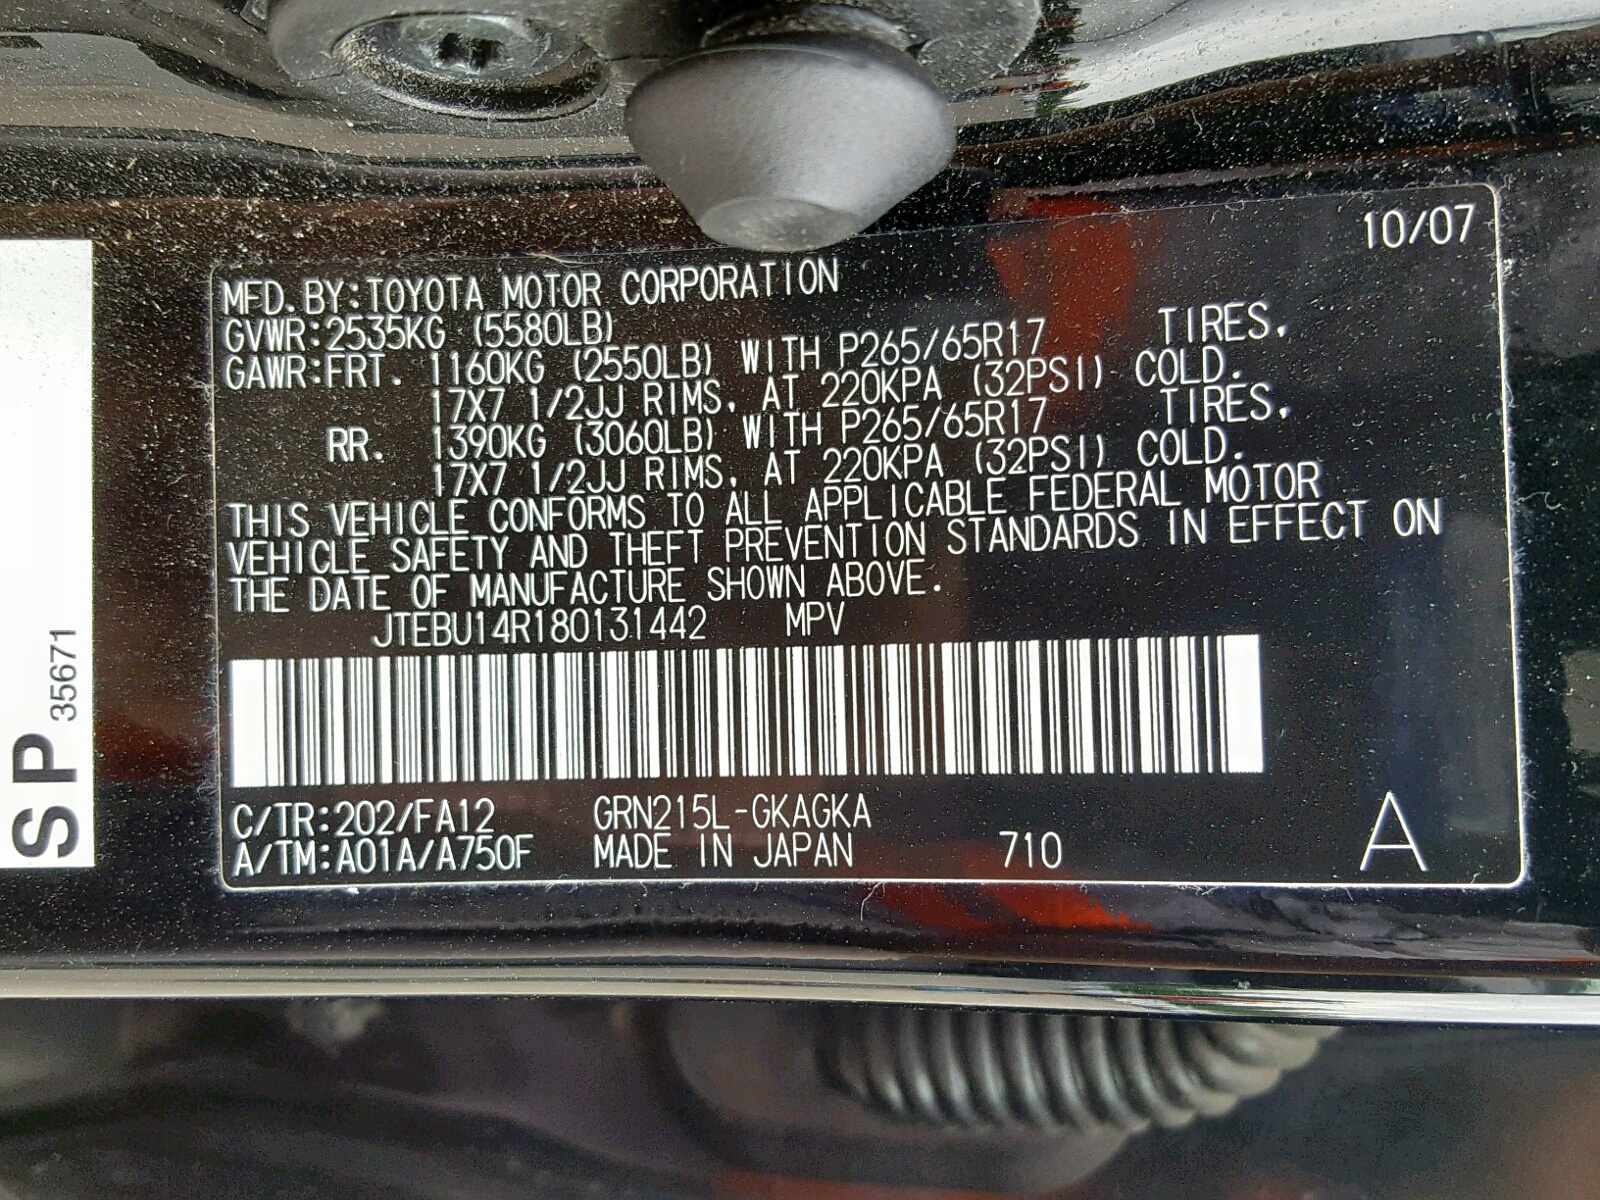 10/07
MFD. BY:TOYOTA MOTOR CORPORATION
GVWR:2535KG (5580LB)
GAWR:FRT. 1160KG (2550LB) WITH P265/65R17 TIRES,
17X7 1/2JJ RIMS, AT 220KPA (32PSI) COLD.
RR. 1390KG (3060LB) WITH P265/65R17 TIRES,
17X7 1/2JJ RIMS, AT 220KPA (32PSI) COLD.
THIS VEHICLE CONFORMS TO ALL APPLICABLE FEDERAL MOTOR
VEHICLE SAFETY AND THEFT PREVENTION STANDARDS IN EFFECT ON
THE DATE OF MANUFACTURE SHOWN ABOVE.
JTEBU14R180131442 MPV
C/TR:202/FA12 GRN215L-GKAGKA
A/TM:A01A/A750F MADE IN JAPAN 710
A
SP 35671